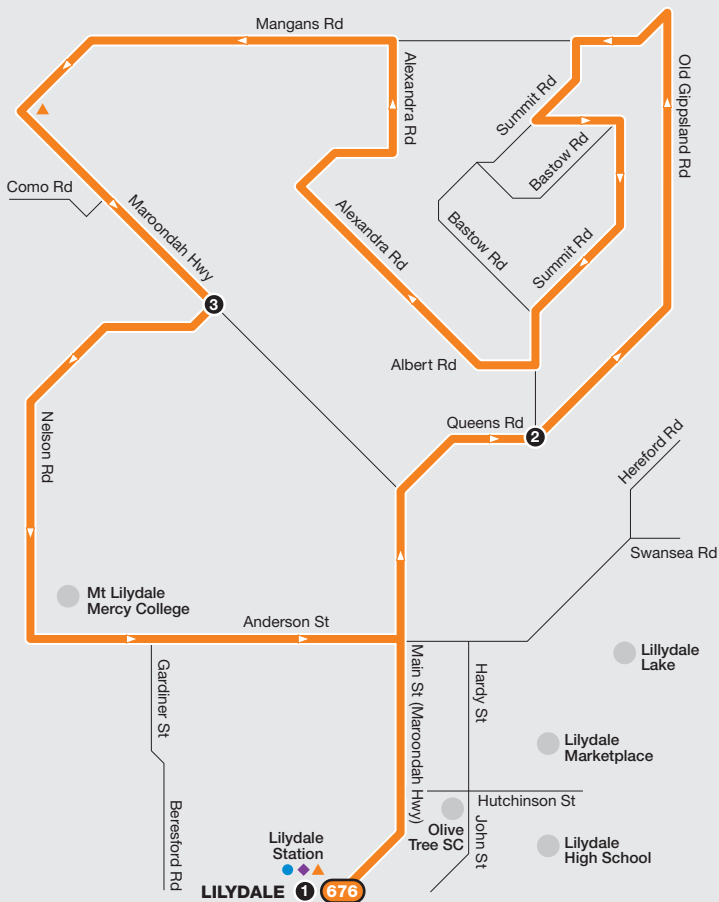 Mangans Rd
Alexandra Rd
Summit Rd
Old Gippsland Rd
Bastow Rd
Como Rd
Maroondah Hwy
Alexandra Rd
Bastow Rd
Summit Rd
3
Albert Rd
Queens Rd
2
Nelson Rd
Hereford Rd
Swansea Rd
Mt Lilydale
Mercy College
Anderson St
Gardiner St
Main St (Maroondah Hwy)
Hardy St
Lillydale
Lake
Lilydale
Marketplace
Hutchinson St
Beresford Rd
Olive
Tree SC
John St
Lilydale
High School
Lilydale
Station
LILYDALE 1 676